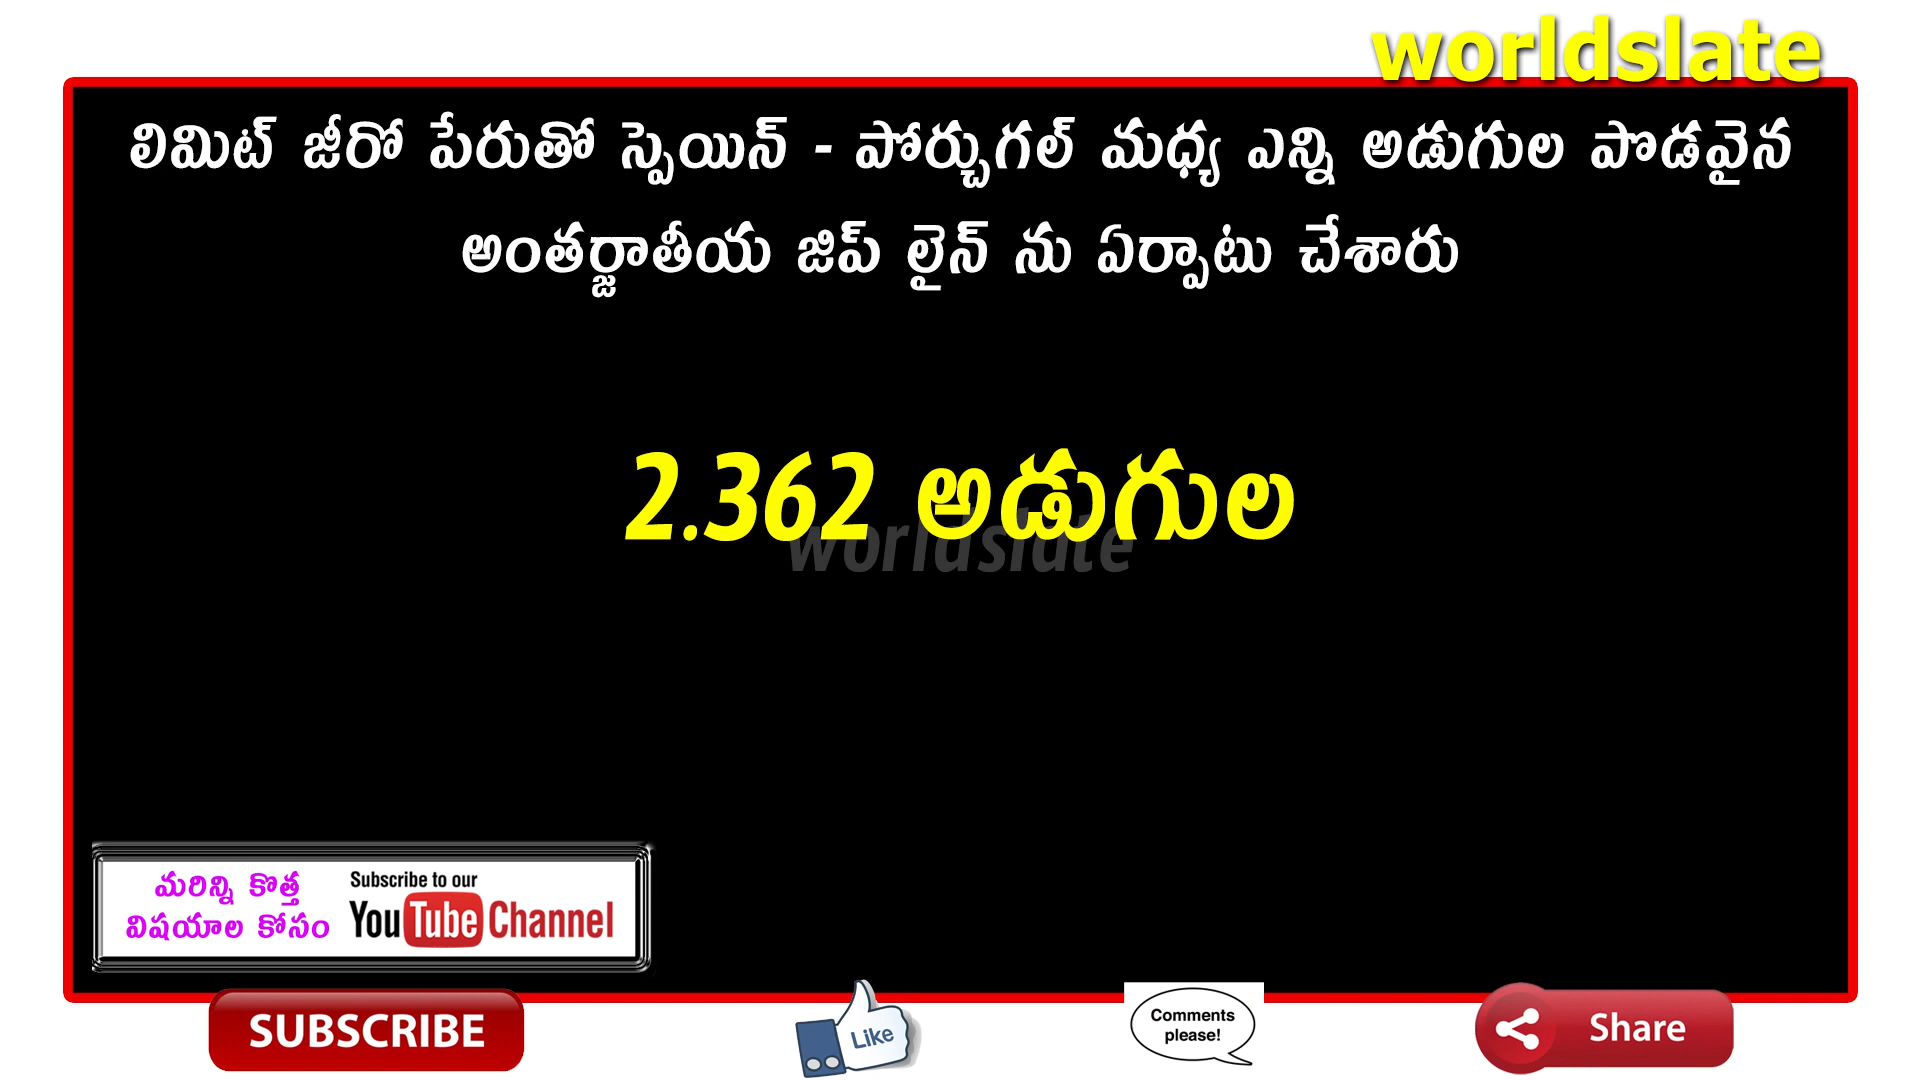 worldslate
లిమిట్ జీరో పేరుతో స్పెయిన్ - పోర్చుగల్ మధ్య ఎన్ని అడుగుల పొడవైన
అంతర్జాతీయ జిప్ లైన్ ను ఏర్పాటు చేశారు
2.362 అడుగుల
worldslate
మరిన్ని కొత్త
విషయాల కోసం
Subscribe to our
YouTube Channel
SUBSCRIBE
Like
Comments
please!
Share